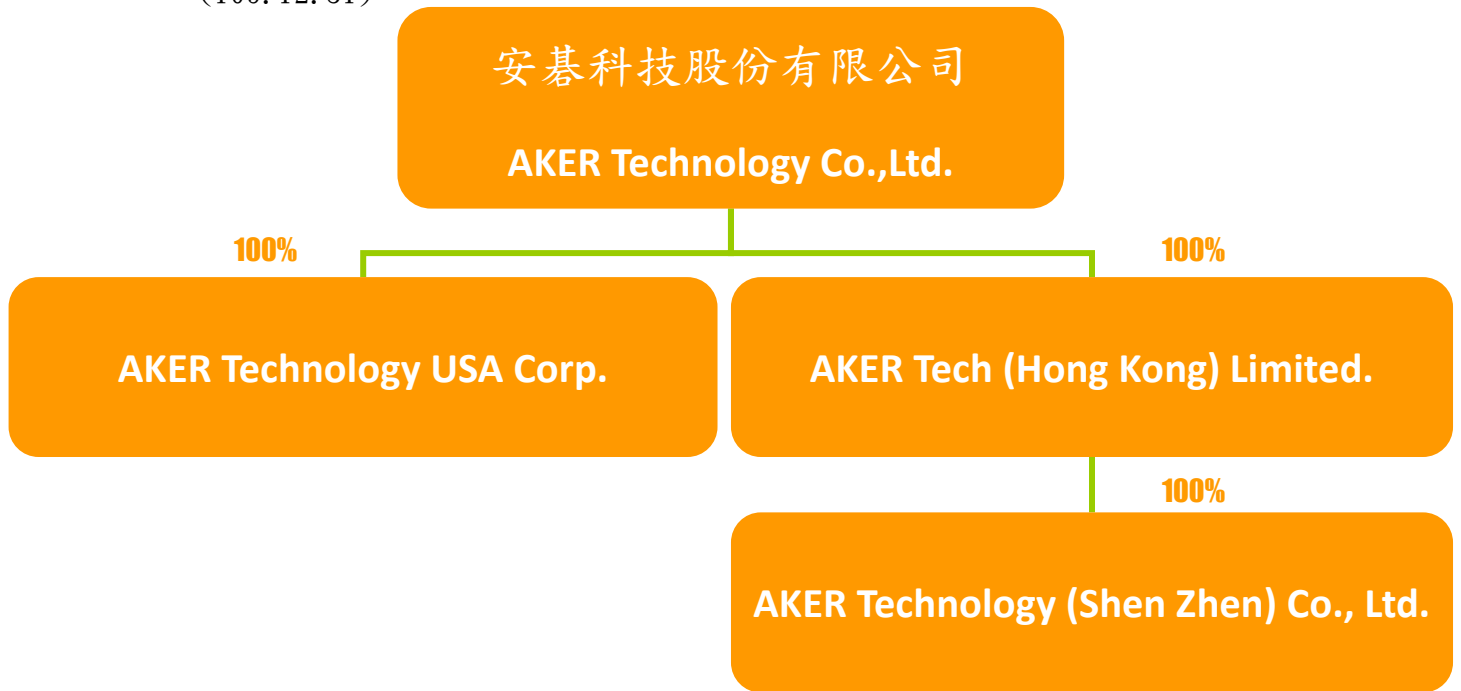 安碁科技股份有限公司
AKER Technology Co.,Ltd.
100%
100%
AKER Technology USA Corp.
AKER Tech (Hong Kong) Limited.
100%
AKER Technology (Shen Zhen) Co., Ltd.